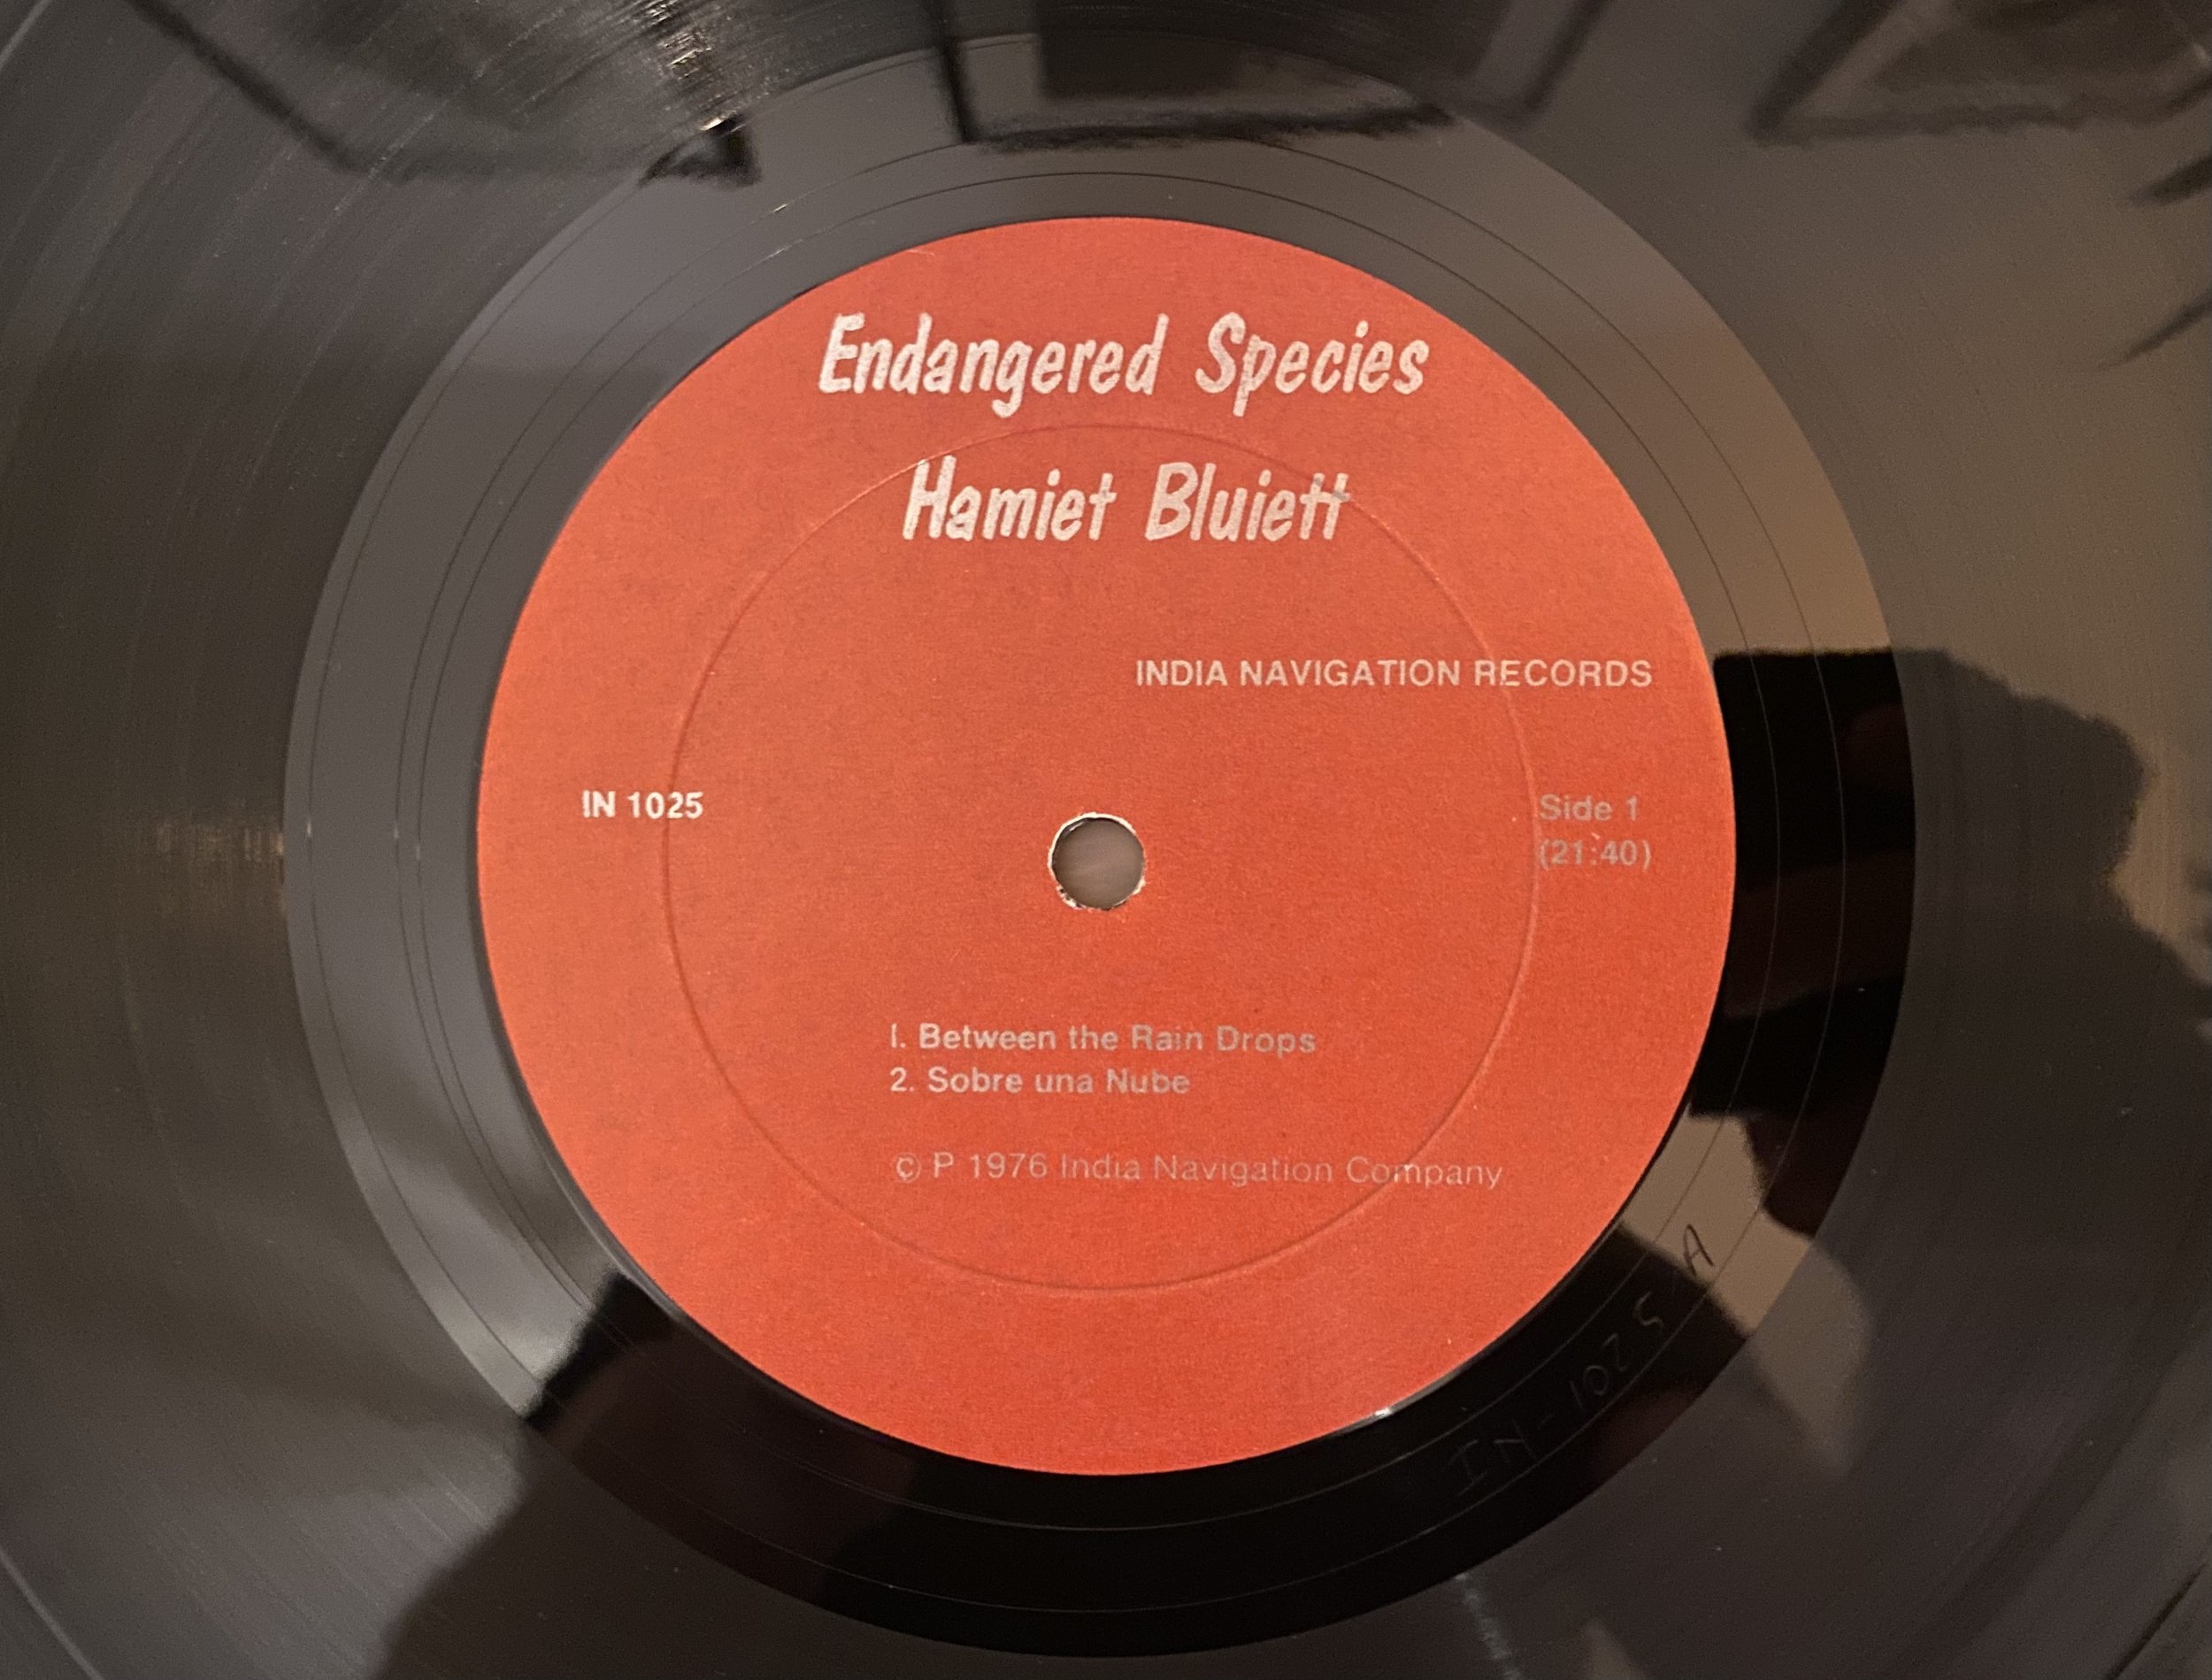 Endangered Species
Hamiet Bluiett
INDIA NAVIGATION RECORDS
IN 1025
Side 1
(21:40)
1. Between the Rain Drops
2. Sobre una Nube
© P 1976 India Navigation Company
IN-1025 A